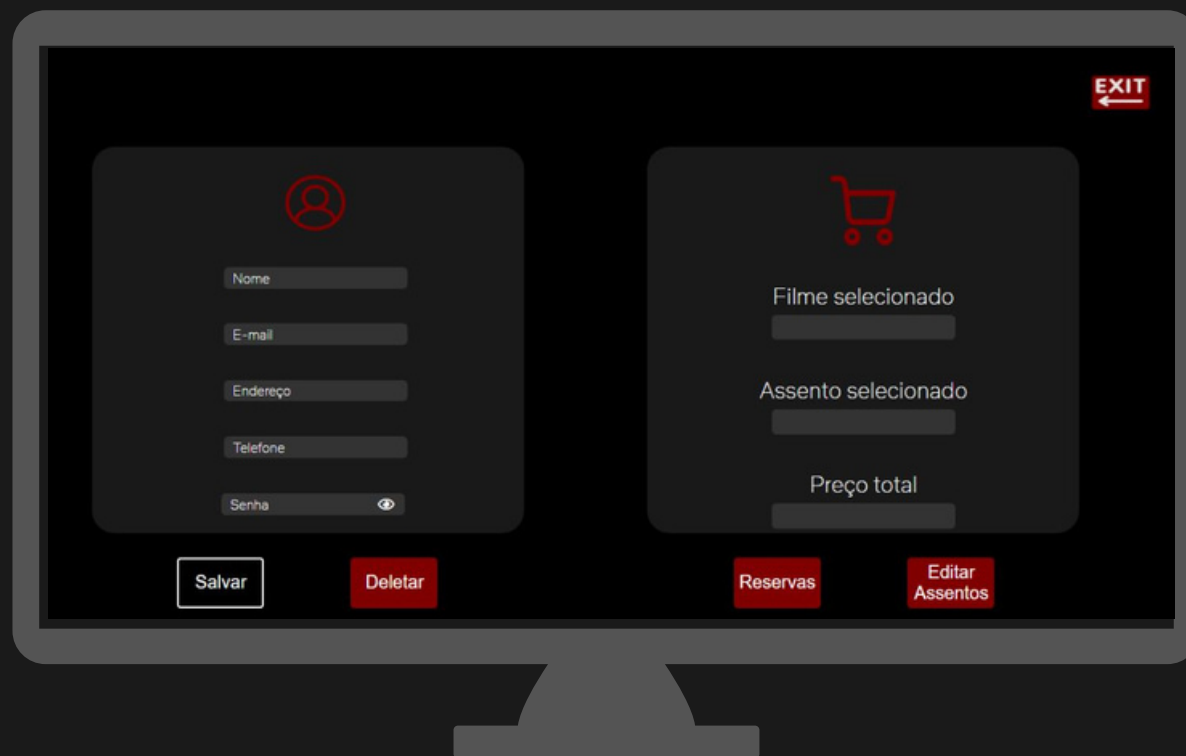 EXIT
Nome
E-mail
Endereço
Telefone
Senha
Salvar
Deletar
Filme selecionado
Assento selecionado
Preço total
Reservas
Editar
Assentos